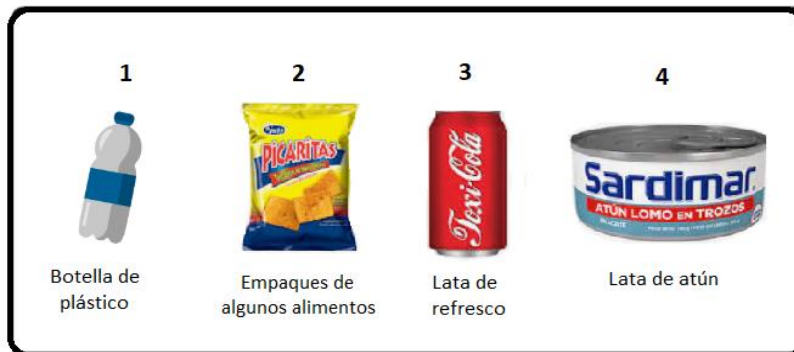 1
2
3
4
PiCARITAS
Toxi-Cola
Sardimar
ATÚN LOMO EN TROZOS
Botella de
plástico
Empaques de
algunos alimentos
Lata de
refresco
Lata de atún